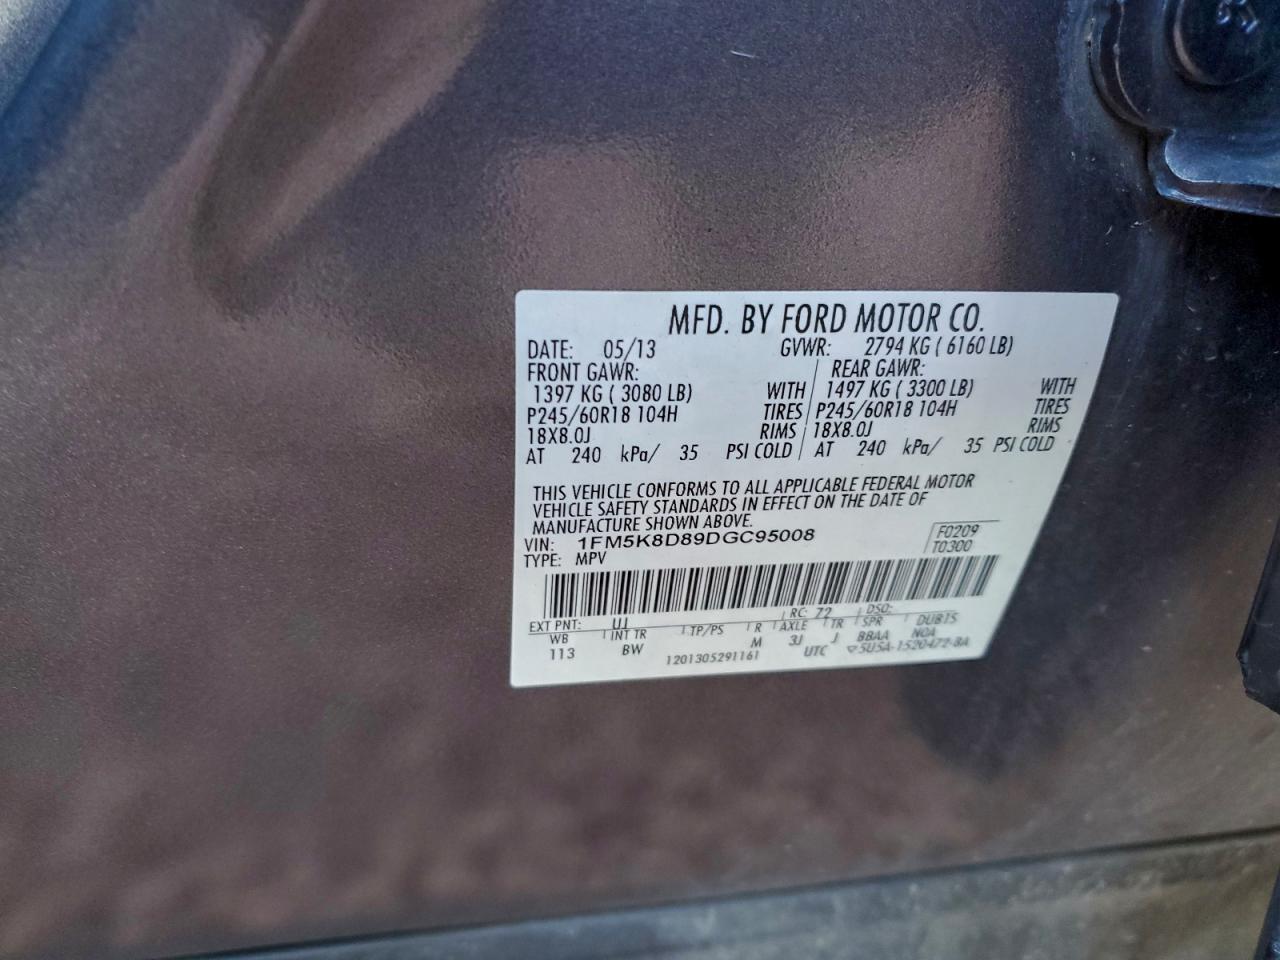 MFD. BY FORD MOTOR CO.
DATE: 05/13 GVWR: 2794 KG ( 6160 LB)
FRONT GAWR: REAR GAWR:
1397 KG ( 3080 LB) WITH 1497 KG ( 3300 LB) WITH
P245/60R18 104H TIRES P245/60R18 104H TIRES
18X8.0J RIMS 18X8.0J RIMS
AT 240 kPa/ 35 PSI COLD AT 240 kPa/ 35 PSI COLD
THIS VEHICLE CONFORMS TO ALL APPLICABLE FEDERAL MOTOR
VEHICLE SAFETY STANDARDS IN EFFECT ON THE DATE OF
MANUFACTURE SHOWN ABOVE.
VIN: 1FM5K8D89DGC95008 F0209
TYPE: MPV T0300
EXT PNT: UJ RC: 72 DSO:
WB INT TR TP/PS R AXLE TR SPR DUB15
113 BW M 3J J BBAA NOA
1201305291161 UTC ▽5U5A-1520472-BA